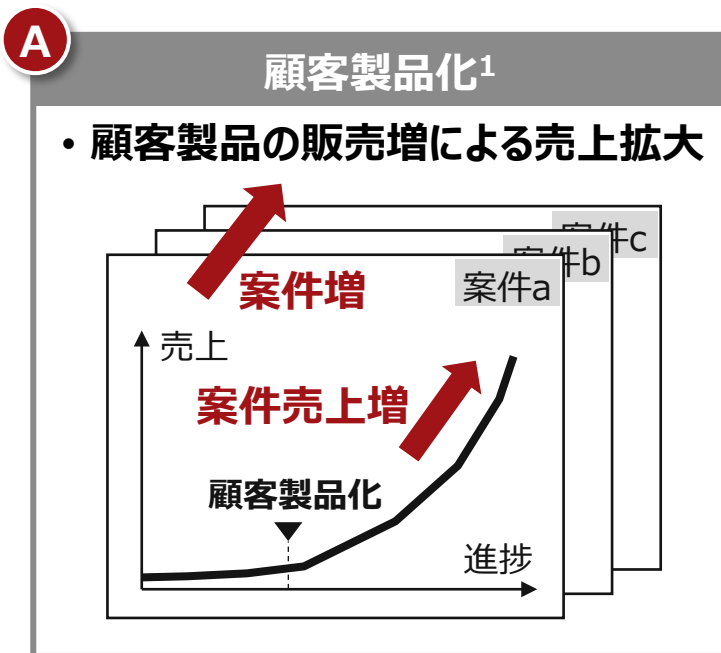 A
顧客製品化1
・顧客製品の販売増による売上拡大
案件c
案件b
案件a
案件増
売上
案件売上増
顧客製品化
進捗